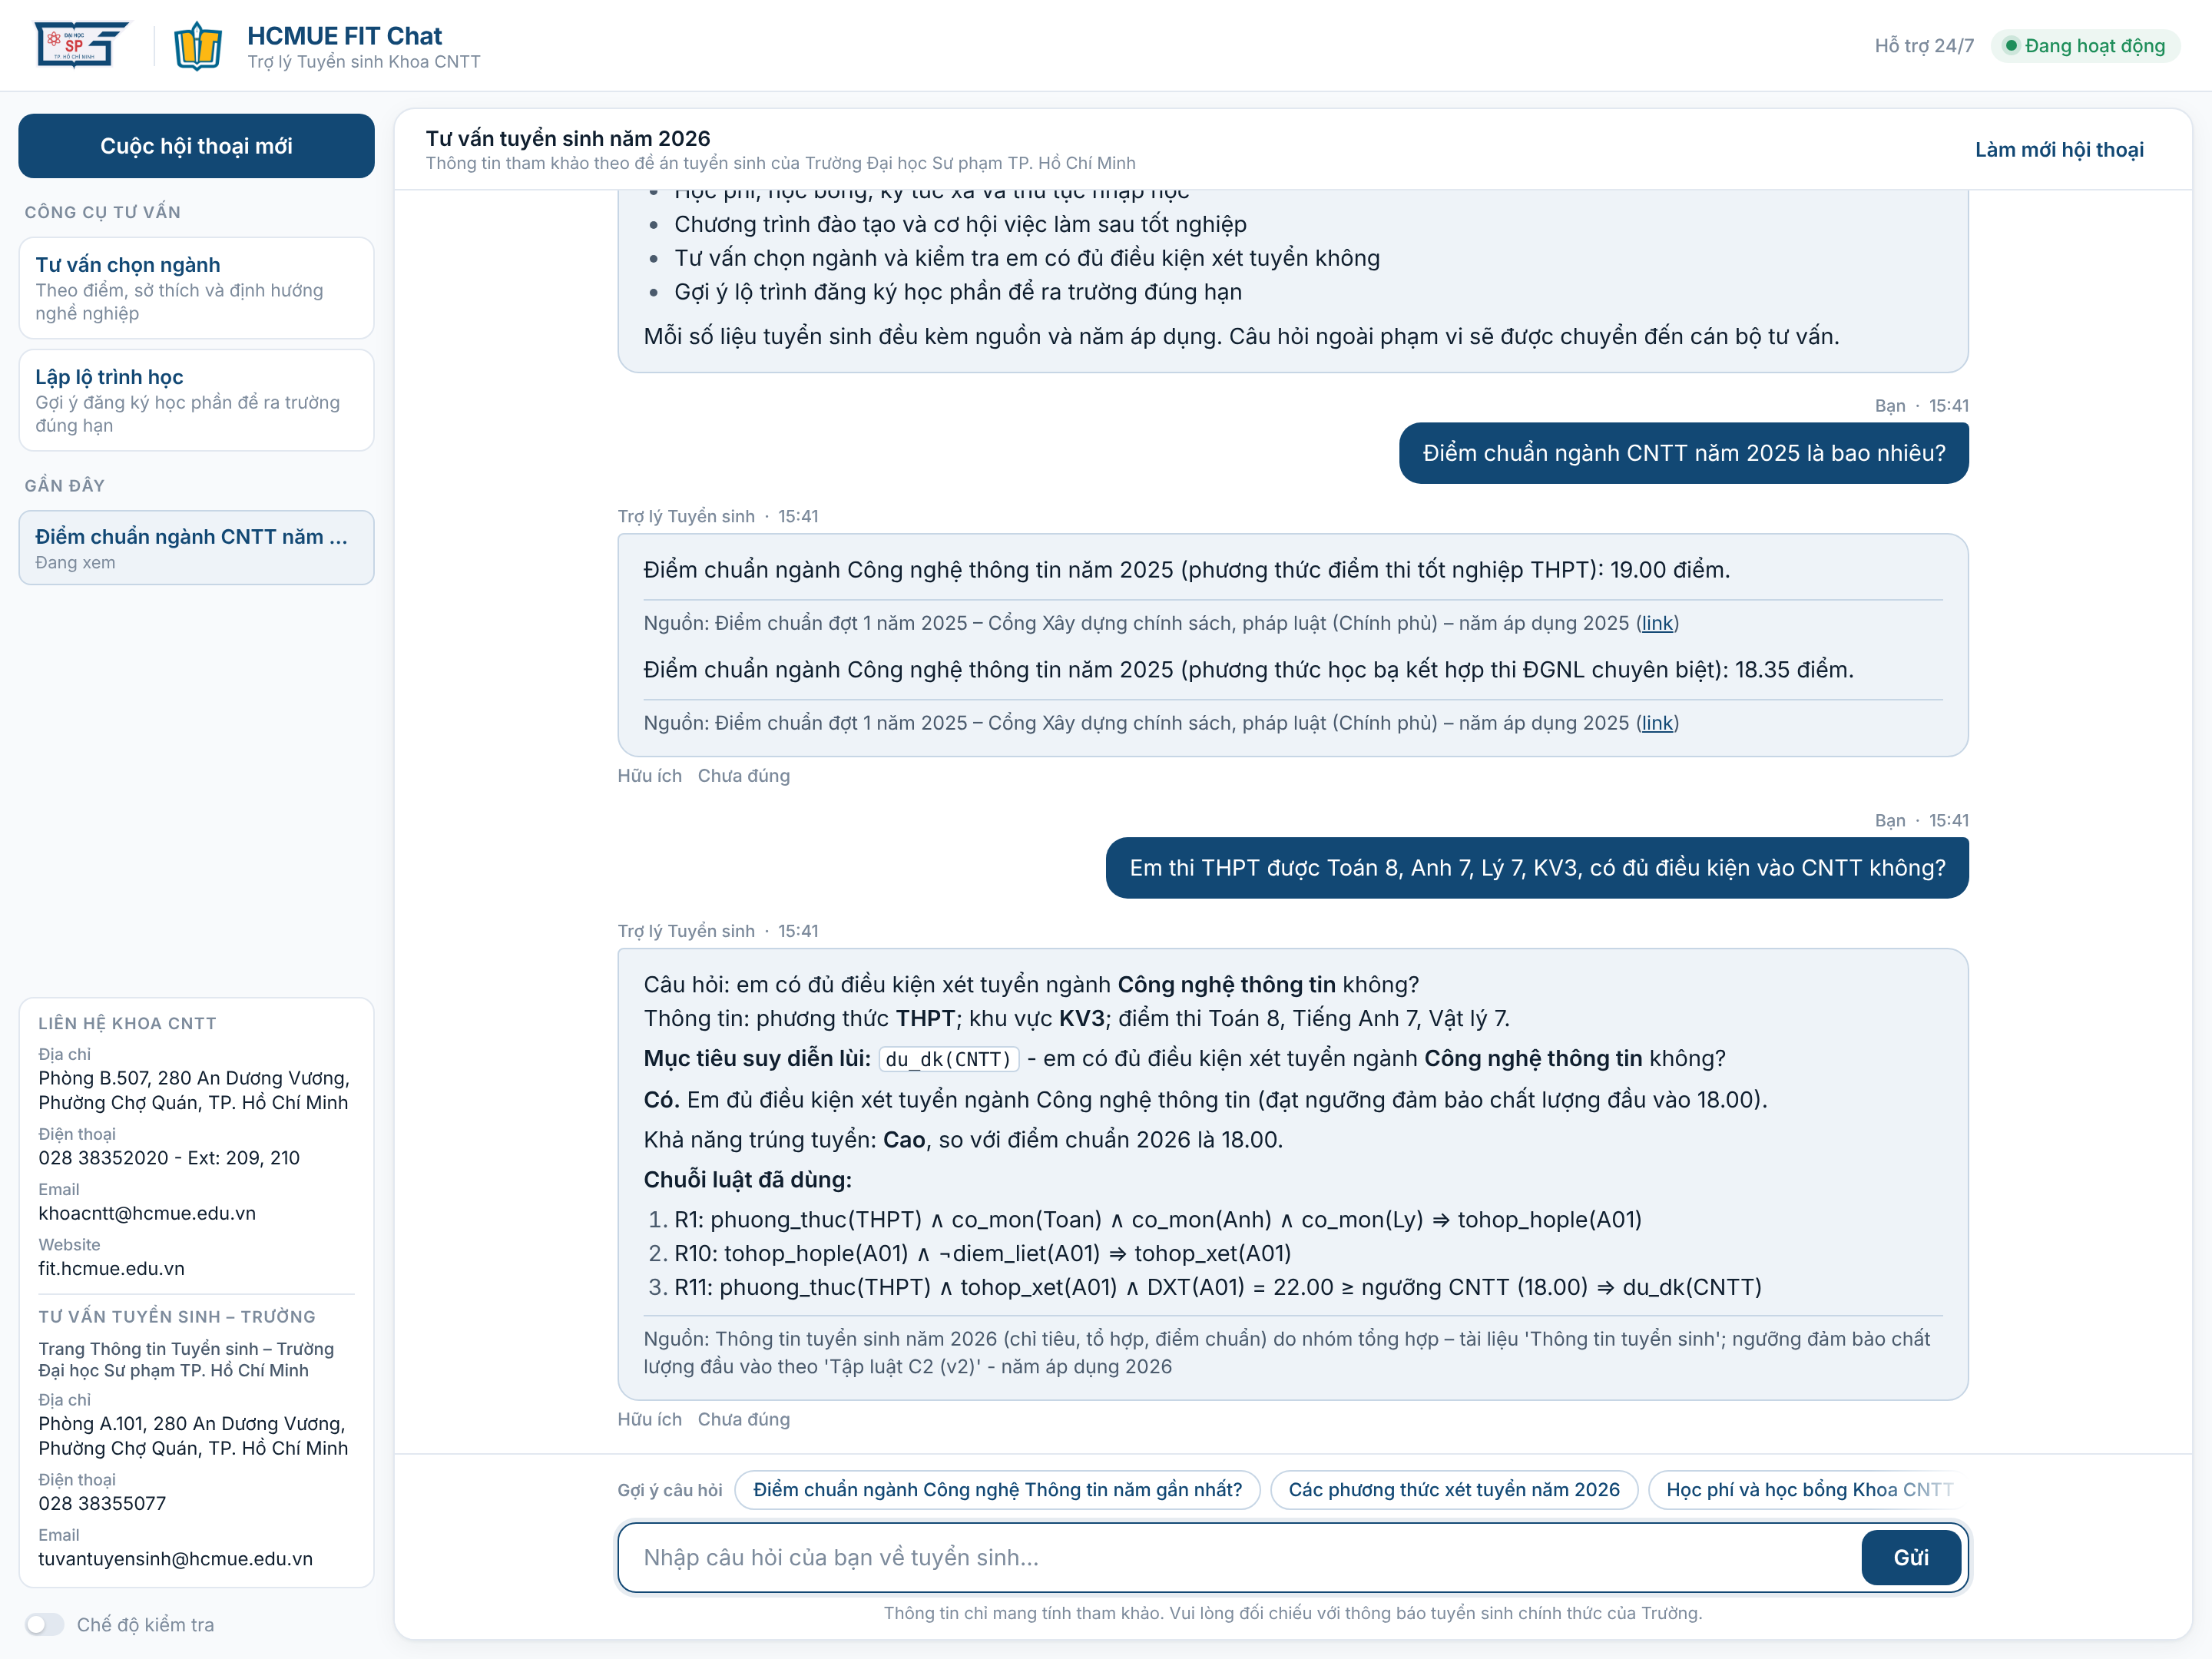 ĐẠI HỌC
SP
TP. HỒ CHÍ MINH
HCMUE FIT Chat
Trợ lý Tuyển sinh Khoa CNTT
Hỗ trợ 24/7
Đang hoạt động
Cuộc hội thoại mới
CÔNG CỤ TƯ VẤN
Tư vấn chọn ngành
Theo điểm, sở thích và định hướng
nghề nghiệp
Lập lộ trình học
Gợi ý đăng ký học phần để ra trường
đúng hạn
GẦN ĐÂY
Điểm chuẩn ngành CNTT năm ...
Đang xem
LIÊN HỆ KHOA CNTT
Địa chỉ
Phòng B.507, 280 An Dương Vương,
Phường Chợ Quán, TP. Hồ Chí Minh
Điện thoại
028 38352020 - Ext: 209, 210
Email
khoacntt@hcmue.edu.vn
Website
fit.hcmue.edu.vn
TƯ VẤN TUYỂN SINH – TRƯỜNG
Trang Thông tin Tuyển sinh – Trường
Đại học Sư phạm TP. Hồ Chí Minh
Địa chỉ
Phòng A.101, 280 An Dương Vương,
Phường Chợ Quán, TP. Hồ Chí Minh
Điện thoại
028 38355077
Email
tuvantuyensinh@hcmue.edu.vn
Chế độ kiểm tra
Tư vấn tuyển sinh năm 2026
Thông tin tham khảo theo đề án tuyển sinh của Trường Đại học Sư phạm TP. Hồ Chí Minh
Làm mới hội thoại
• Học phí, học bổng, ký túc xá và thủ tục nhập học
• Chương trình đào tạo và cơ hội việc làm sau tốt nghiệp
• Tư vấn chọn ngành và kiểm tra em có đủ điều kiện xét tuyển không
• Gợi ý lộ trình đăng ký học phần để ra trường đúng hạn
Mỗi số liệu tuyển sinh đều kèm nguồn và năm áp dụng. Câu hỏi ngoài phạm vi sẽ được chuyển đến cán bộ tư vấn.
Bạn · 15:41
Điểm chuẩn ngành CNTT năm 2025 là bao nhiêu?
Trợ lý Tuyển sinh · 15:41
Điểm chuẩn ngành Công nghệ thông tin năm 2025 (phương thức điểm thi tốt nghiệp THPT): 19.00 điểm.
Nguồn: Điểm chuẩn đợt 1 năm 2025 – Cổng Xây dựng chính sách, pháp luật (Chính phủ) – năm áp dụng 2025 (link)
Điểm chuẩn ngành Công nghệ thông tin năm 2025 (phương thức học bạ kết hợp thi ĐGNL chuyên biệt): 18.35 điểm.
Nguồn: Điểm chuẩn đợt 1 năm 2025 – Cổng Xây dựng chính sách, pháp luật (Chính phủ) – năm áp dụng 2025 (link)
Hữu ích Chưa đúng
Bạn · 15:41
Em thi THPT được Toán 8, Anh 7, Lý 7, KV3, có đủ điều kiện vào CNTT không?
Trợ lý Tuyển sinh · 15:41
Câu hỏi: em có đủ điều kiện xét tuyển ngành Công nghệ thông tin không?
Thông tin: phương thức THPT; khu vực KV3; điểm thi Toán 8, Tiếng Anh 7, Vật lý 7.
Mục tiêu suy diễn lùi: du_dk(CNTT) - em có đủ điều kiện xét tuyển ngành Công nghệ thông tin không?
Có. Em đủ điều kiện xét tuyển ngành Công nghệ thông tin (đạt ngưỡng đảm bảo chất lượng đầu vào 18.00).
Khả năng trúng tuyển: Cao, so với điểm chuẩn 2026 là 18.00.
Chuỗi luật đã dùng:
1. R1: phuong_thuc(THPT) ∧ co_mon(Toan) ∧ co_mon(Anh) ∧ co_mon(Ly) ⇒ tohop_hople(A01)
2. R10: tohop_hople(A01) ∧ ¬diem_liet(A01) ⇒ tohop_xet(A01)
3. R11: phuong_thuc(THPT) ∧ tohop_xet(A01) ∧ DXT(A01) = 22.00 ≥ ngưỡng CNTT (18.00) ⇒ du_dk(CNTT)
Nguồn: Thông tin tuyển sinh năm 2026 (chỉ tiêu, tổ hợp, điểm chuẩn) do nhóm tổng hợp – tài liệu 'Thông tin tuyển sinh'; ngưỡng đảm bảo chất
lượng đầu vào theo 'Tập luật C2 (v2)' - năm áp dụng 2026
Hữu ích Chưa đúng
Gợi ý câu hỏi
Điểm chuẩn ngành Công nghệ Thông tin năm gần nhất?
Các phương thức xét tuyển năm 2026
Học phí và học bổng Khoa CNTT
Nhập câu hỏi của bạn về tuyển sinh...
Gửi
Thông tin chỉ mang tính tham khảo. Vui lòng đối chiếu với thông báo tuyển sinh chính thức của Trường.